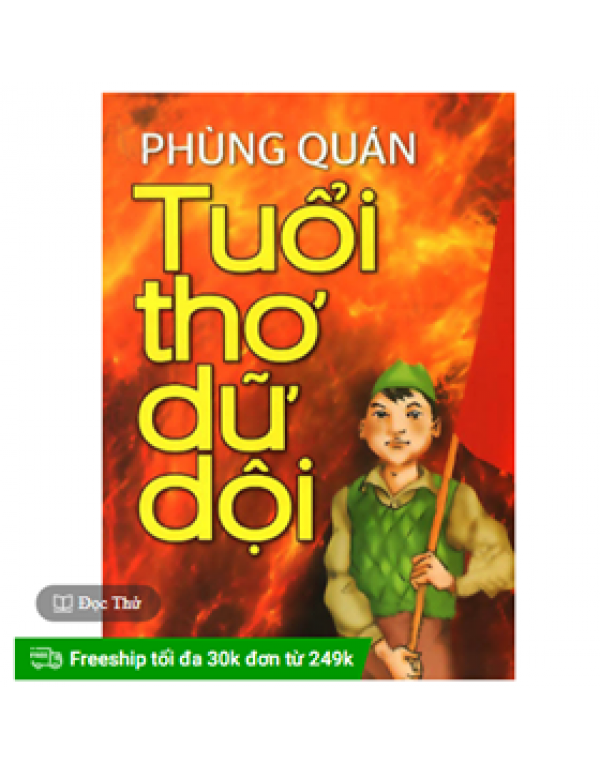 PHÙNG QUÁN
Tuổi
thơ
dữ
dội
Đọc Thử
Freeship tối đa 30k đơn từ 249k